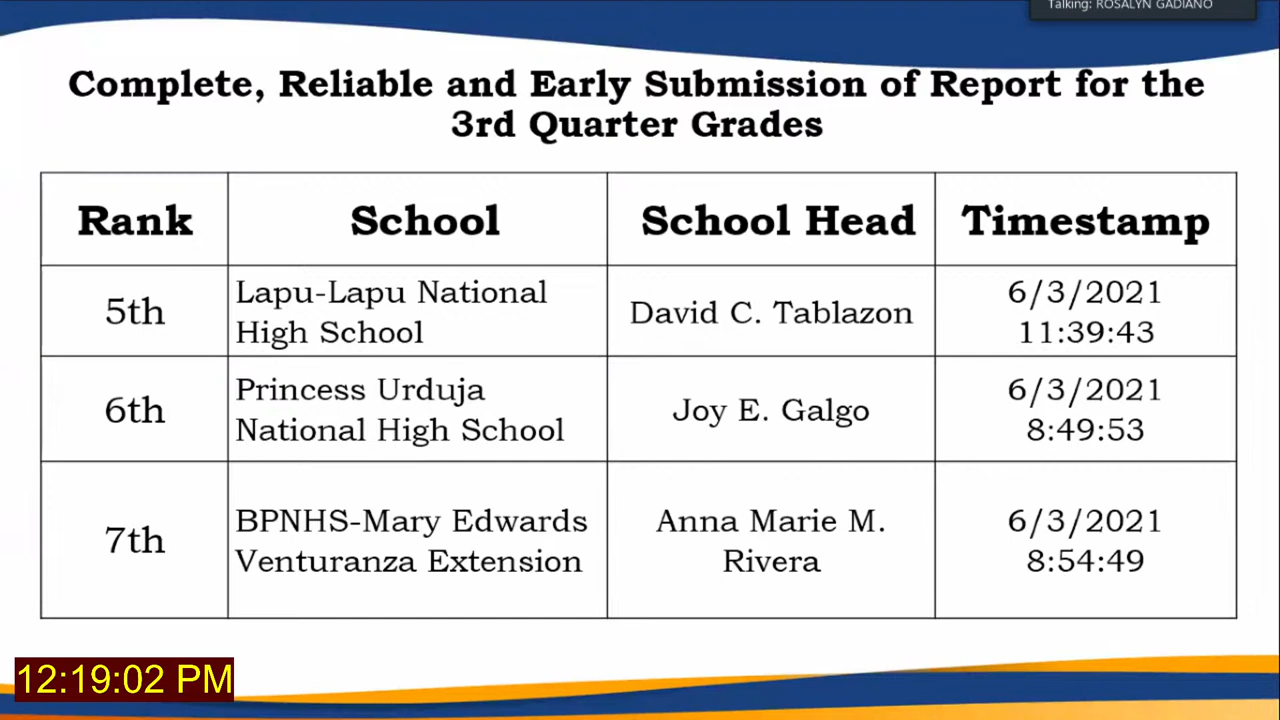 Talking: ROSALYN GADIANO
Complete, Reliable and Early Submission of Report for the
3rd Quarter Grades
Rank
School
School Head
Timestamp
5th
Lapu-Lapu National
High School
David C. Tablazon
6/3/2021
11:39:43
6th
Princess Urduja
National High School
Joy E. Galgo
6/3/2021
8:49:53
7th
BPNHS-Mary Edwards
Venturanza Extension
Anna Marie M.
Rivera
6/3/2021
8:54:49
12:19:02 PM